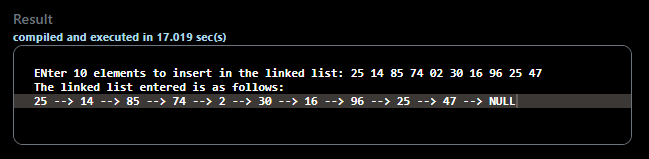 Result
compiled and executed in 17.019 sec(s)
ENter 10 elements to insert in the linked list: 25 14 85 74 02 30 16 96 25 47
The linked list entered is as follows:
25 --> 14 --> 85 --> 74 --> 2 --> 30 --> 16 --> 96 --> 25 --> 47 --> NULL